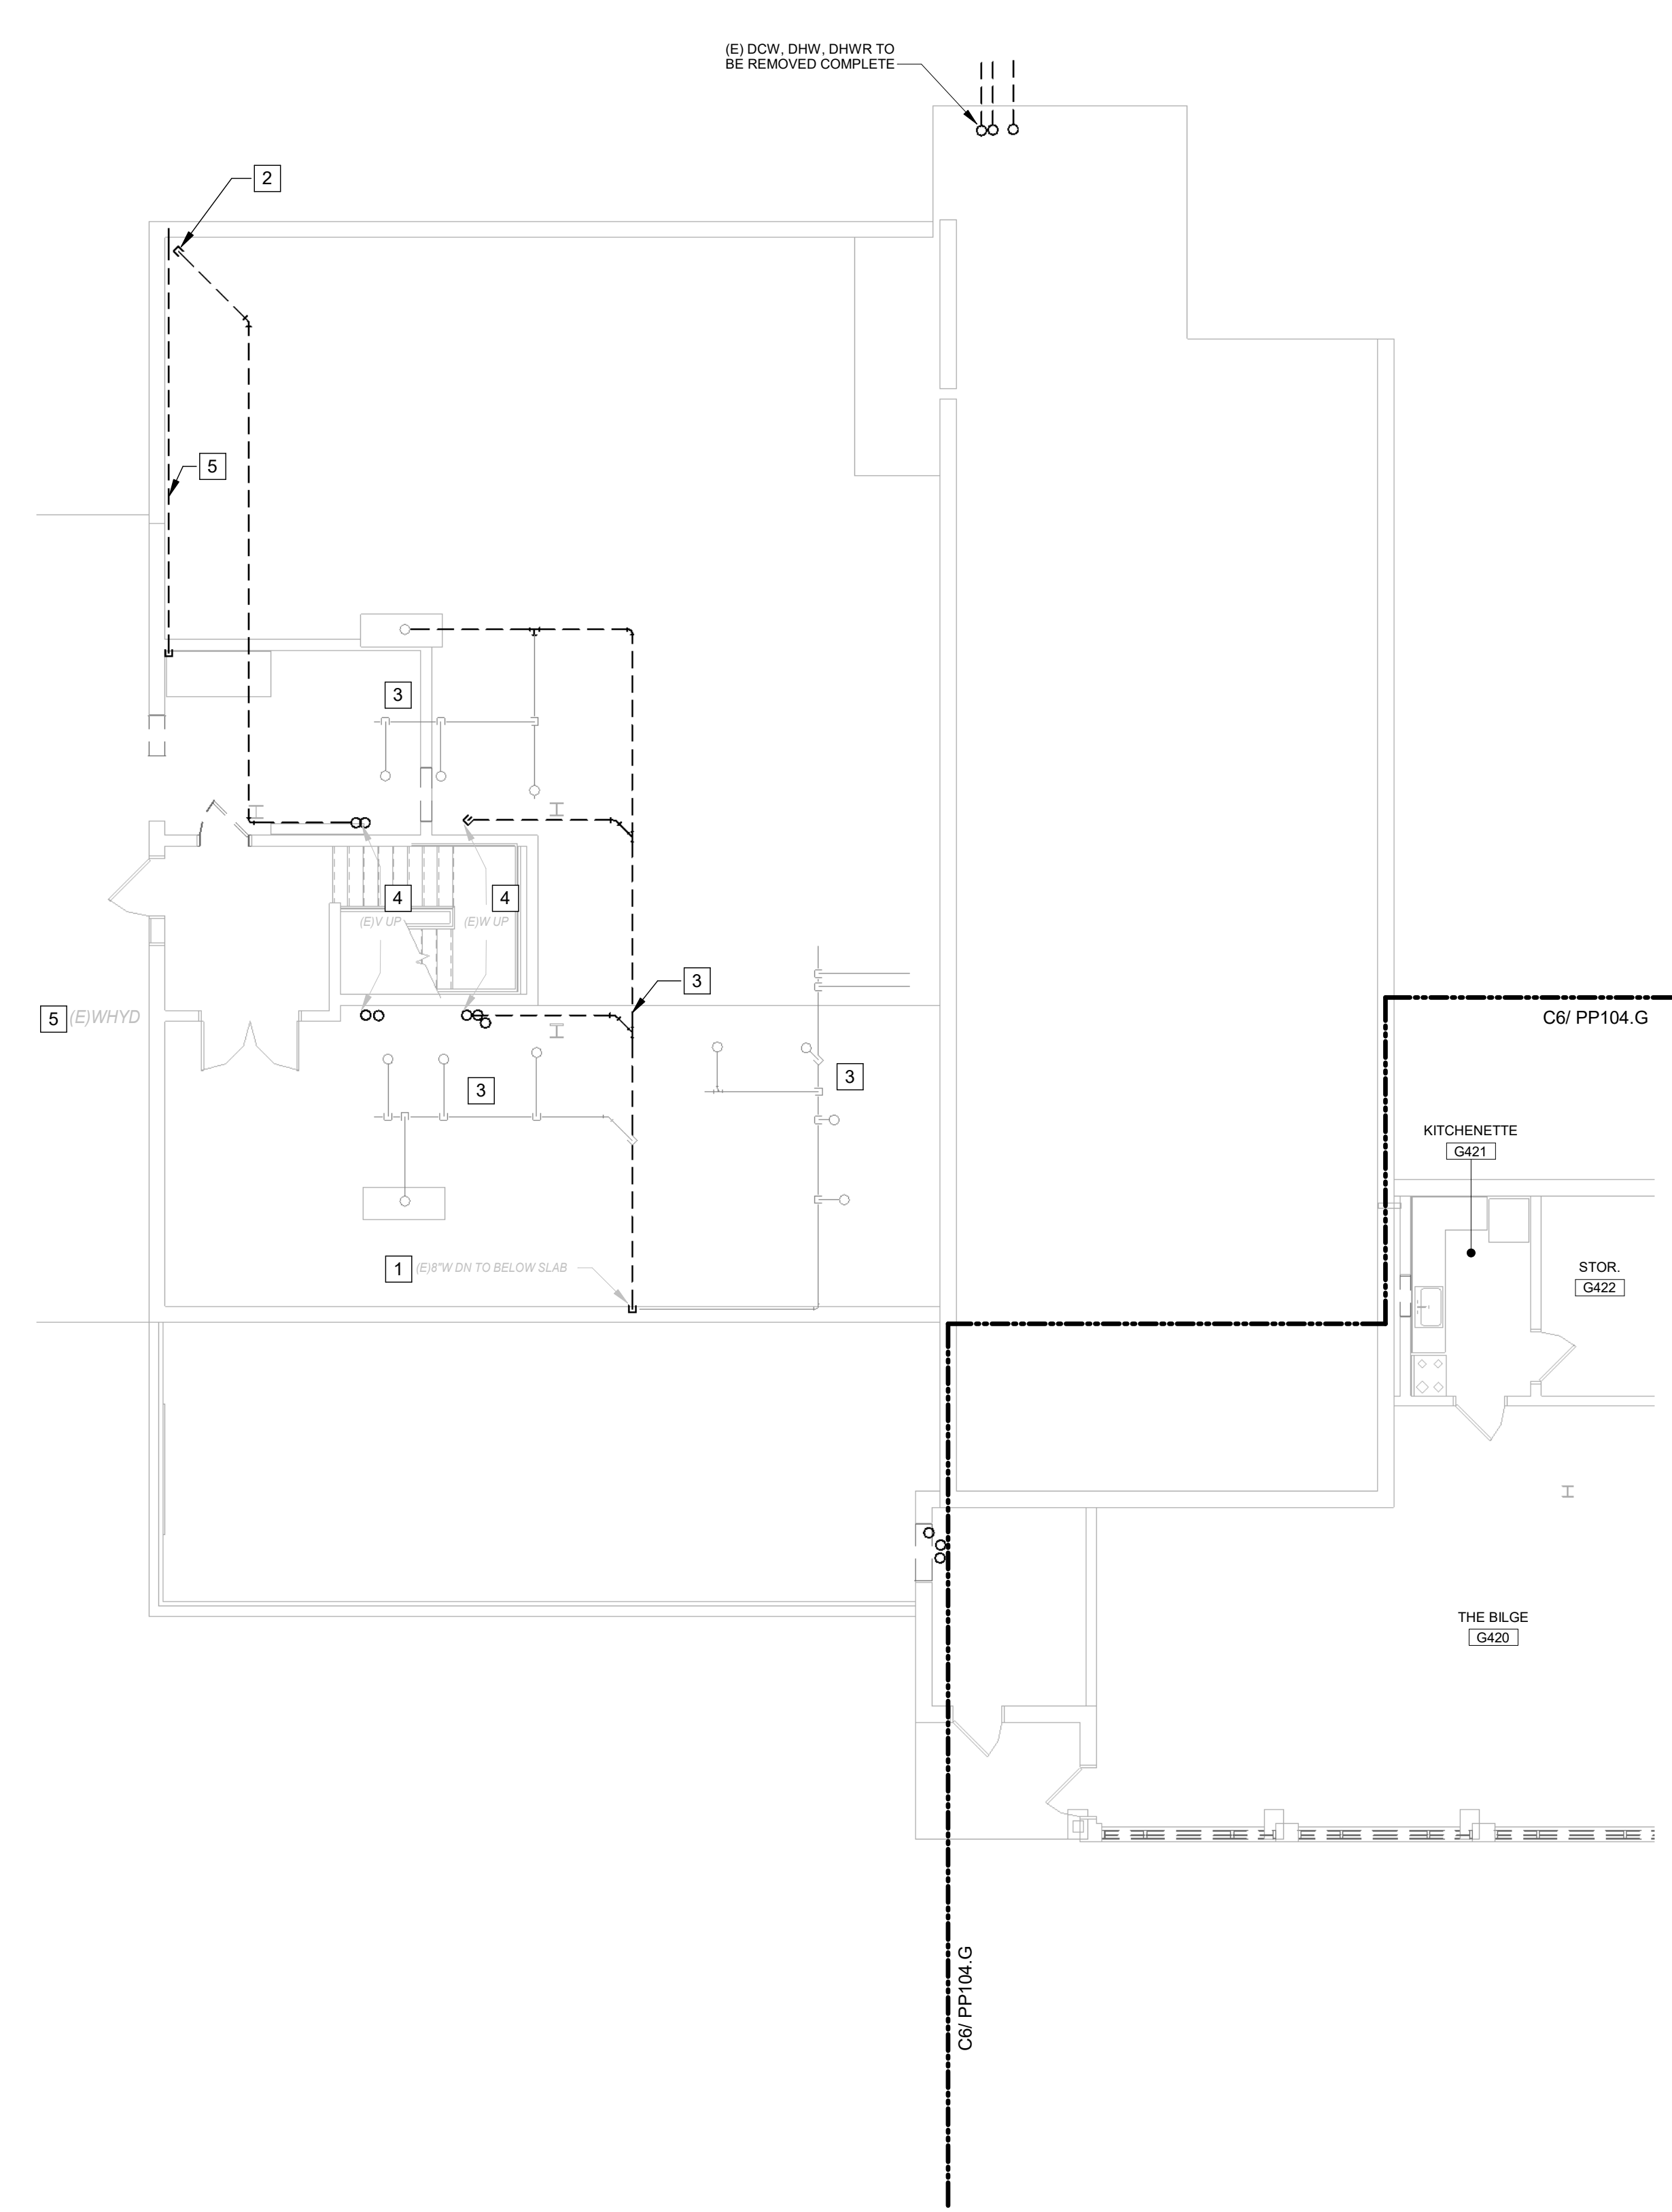 (E) DCW, DHW, DHWR TO
BE REMOVED COMPLETE
2
5
3
4
4
(E)V UP
(E)W UP
3
5 (E)WHYD
C6/ PP104.G
3
3
KITCHENETTE
G421
1 (E)8"W DN TO BELOW SLAB
STOR.
G422
THE BILGE
G420
C6/ PP104.G